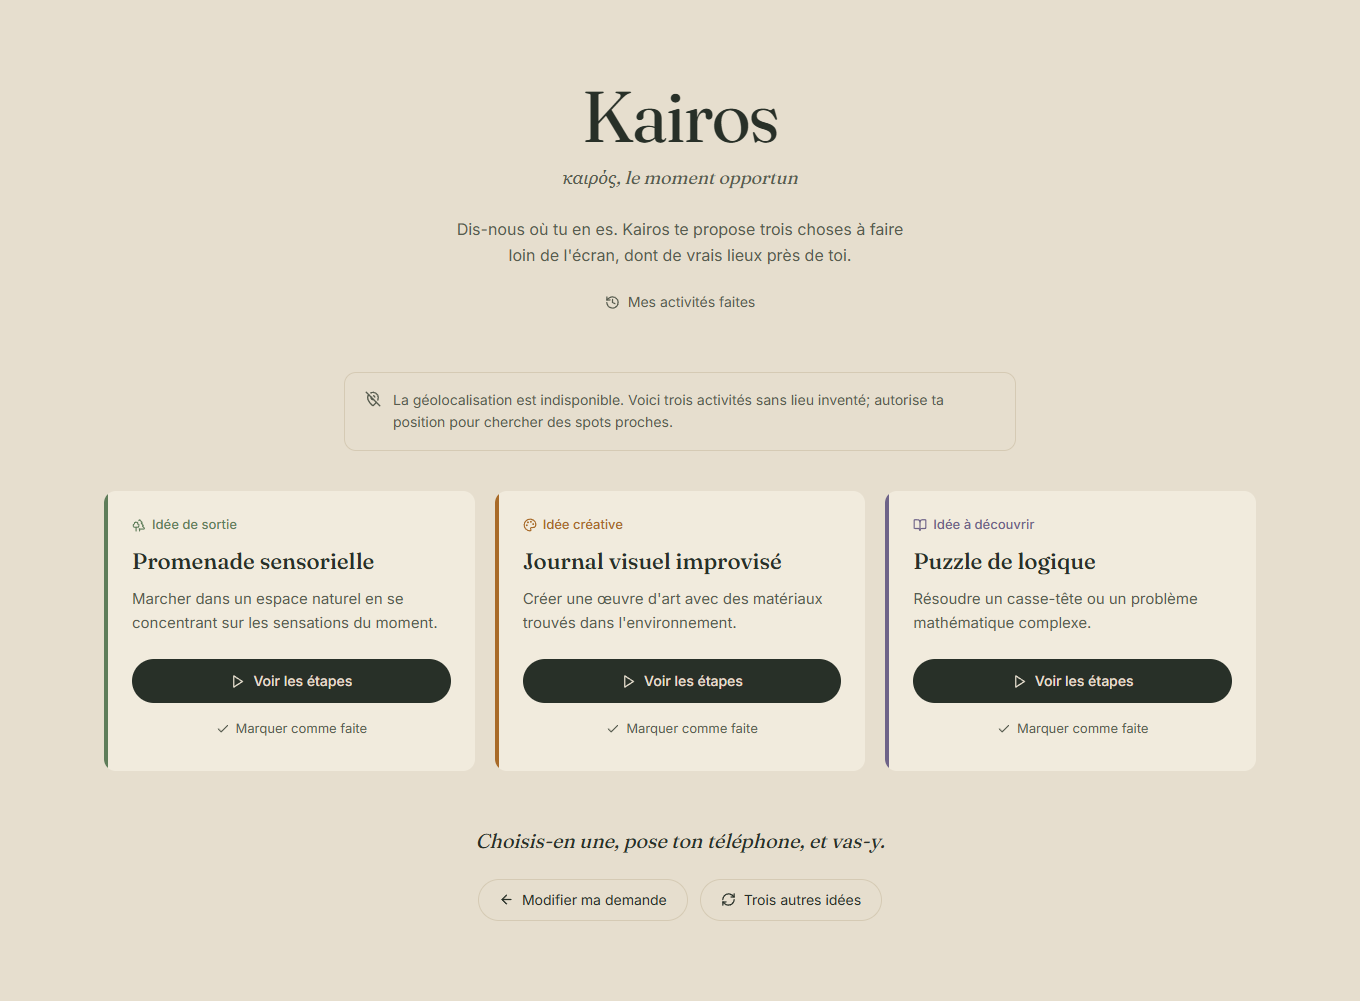 Kairos
καιρός, le moment opportun
Dis-nous où tu en es. Kairos te propose trois choses à faire
loin de l'écran, dont de vrais lieux près de toi.
Mes activités faites
La géolocalisation est indisponible. Voici trois activités sans lieu inventé; autorise ta
position pour chercher des spots proches.
Idée de sortie
Promenade sensorielle
Marcher dans un espace naturel en se
concentrant sur les sensations du moment.
Voir les étapes
Marquer comme faite
Idée créative
Journal visuel improvisé
Créer une œuvre d'art avec des matériaux
trouvés dans l'environnement.
Voir les étapes
Marquer comme faite
Idée à découvrir
Puzzle de logique
Résoudre un casse-tête ou un problème
mathématique complexe.
Voir les étapes
Marquer comme faite
Choisis-en une, pose ton téléphone, et vas-y.
Modifier ma demande
Trois autres idées